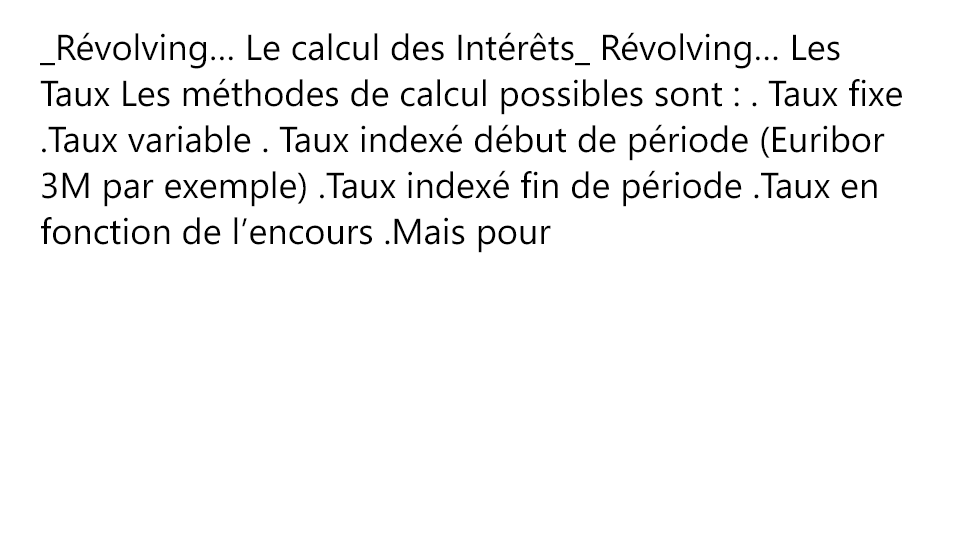 _Révolving… Le calcul des Intérêts_ Révolving… Les
Taux Les méthodes de calcul possibles sont : . Taux fixe
.Taux variable . Taux indexé début de période (Euribor
3M par exemple) .Taux indexé fin de période .Taux en
fonction de l’encours .Mais pour